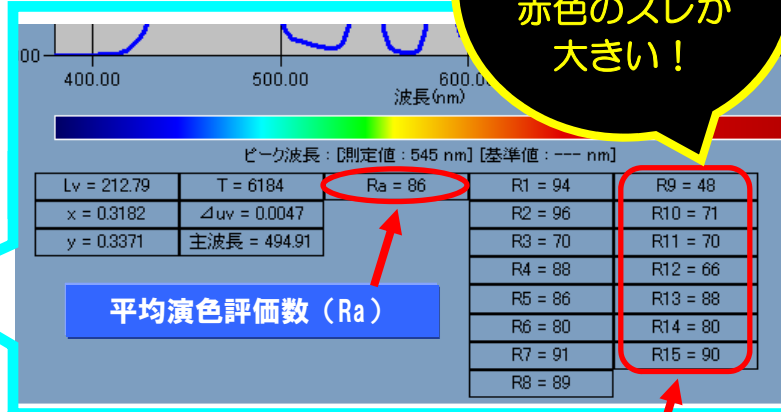 赤色のズレが
大きい！
00
400.00 500.00 600.00
波長(nm)
ピーク波長：[測定値：545 nm] [基準値：--- nm]
Lv = 212.79 T = 6184 Ra = 86 R1 = 94 R9 = 48
x = 0.3182 ⊿uv = 0.0047 R2 = 96 R10 = 71
y = 0.3371 主波長 = 494.91 R3 = 70 R11 = 70
R4 = 88 R12 = 66
平均演色評価数（Ra）
R5 = 86 R13 = 88
R6 = 80 R14 = 80
R7 = 91 R15 = 90
R8 = 89